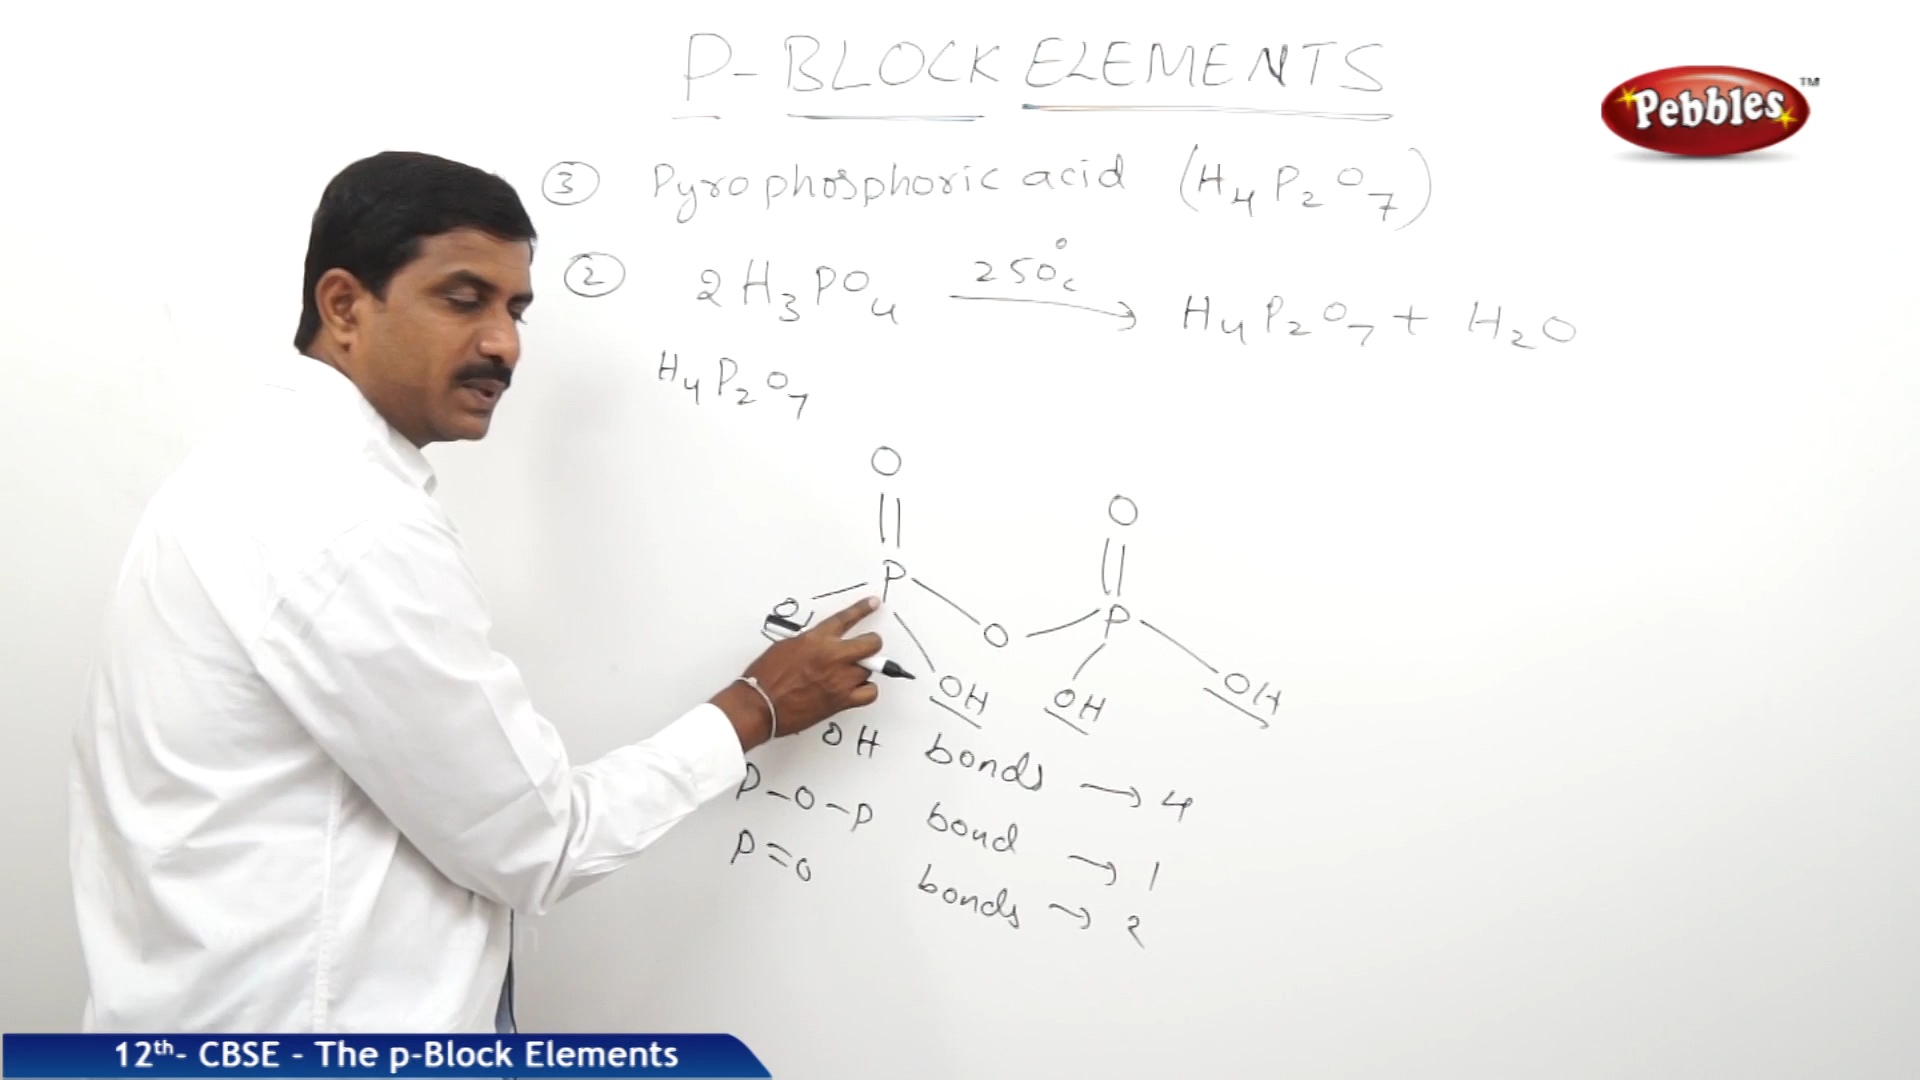 P-BLOCK ELEMENTS
Pebbles™
③ Pyrophosphoric acid (H₄P₂O₇)
② 2H₃PO₄ 250°C → H₄P₂O₇ + H₂O
H₄P₂O₇
O
O
P
P
O
O
OH
OH
OH
OH bonds → 4
P-O-P bond → 1
P=O bonds → 2
12th- CBSE - The p-Block Elements